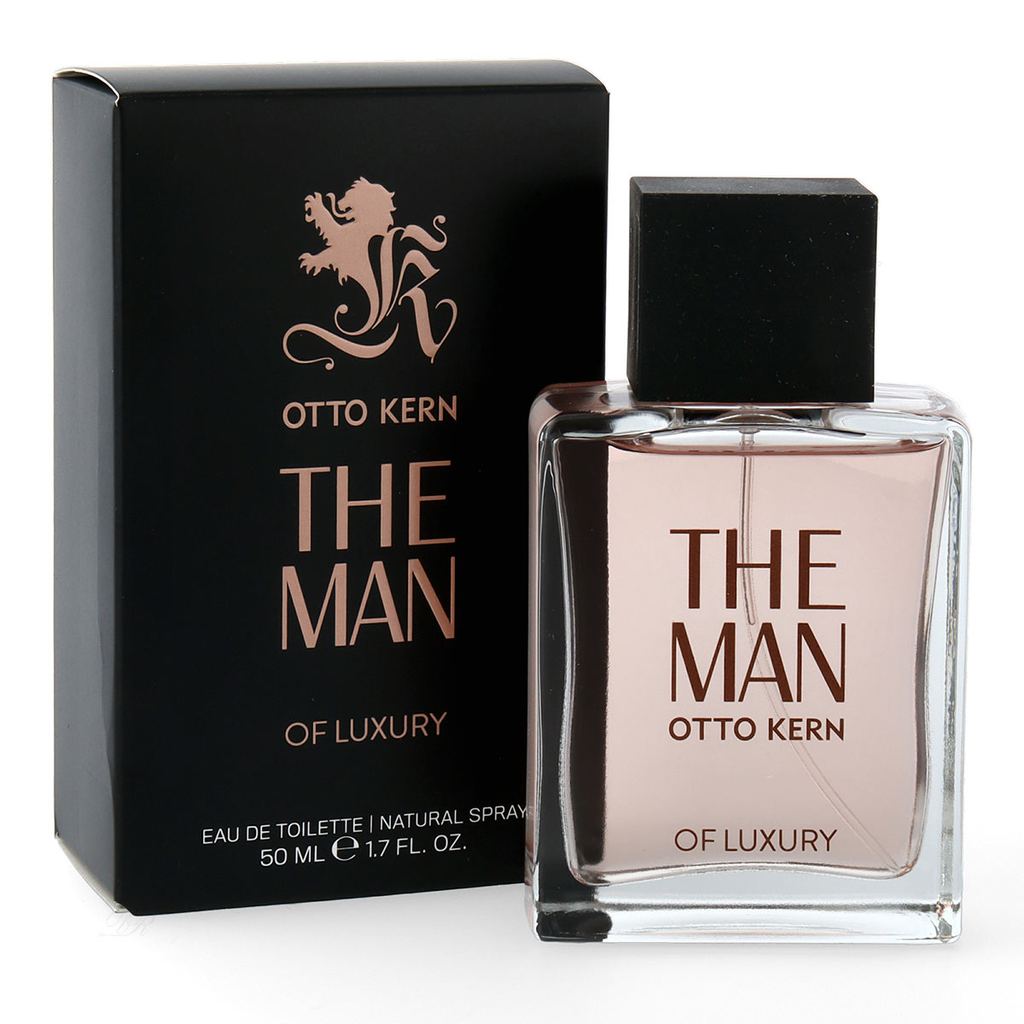 K
OTTO KERN
THE
MAN
OF LUXURY
EAU DE TOILETTE | NATURAL SPRAY
50 ML ℮ 1.7 FL. OZ.
THE
MAN
OTTO KERN
OF LUXURY